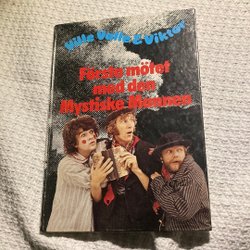 Ville Valle & Viktor
Första mötet
med den
Mystiske Mannen